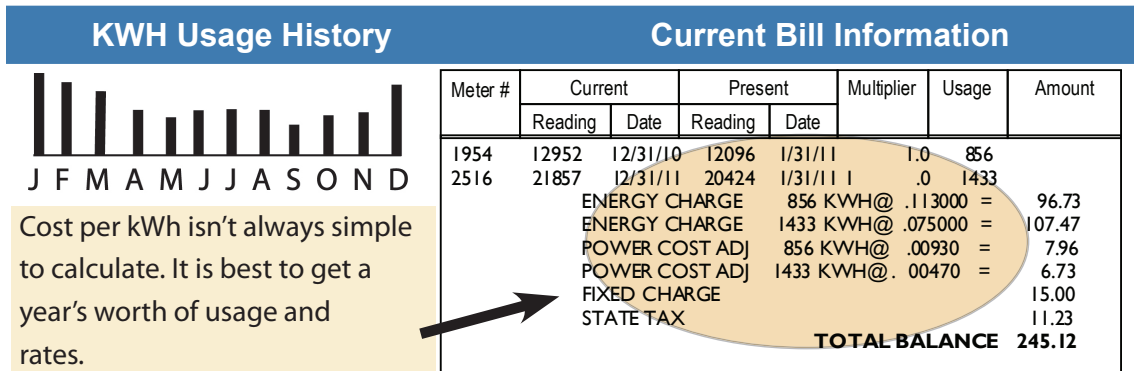 KWH Usage History
J F M A M J J A S O N D
Cost per kWh isn't always simple
to calculate. It is best to get a
year's worth of usage and
rates.
Current Bill Information
Meter # Current Present Multiplier Usage Amount
Reading Date Reading Date
1954 12952 12/31/10 12096 1/31/11 1.0 856
2516 21857 12/31/11 20424 1/31/11 1 .0 1433
ENERGY CHARGE 856 KWH@ .113000 = 96.73
ENERGY CHARGE 1433 KWH@ .075000 = 107.47
POWER COST ADJ 856 KWH@ .00930 = 7.96
POWER COST ADJ 1433 KWH@. 00470 = 6.73
FIXED CHARGE 15.00
STATE TAX 11.23
TOTAL BALANCE 245.12